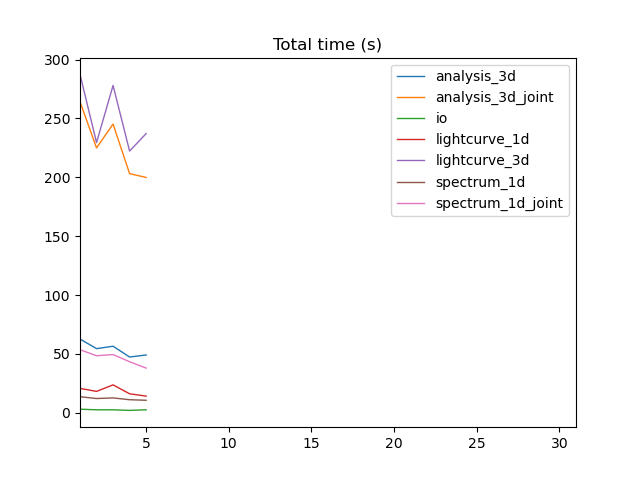 Total time (s)
300
250
200
150
100
50
0
5 10 15 20 25 30
analysis_3d
analysis_3d_joint
io
lightcurve_1d
lightcurve_3d
spectrum_1d
spectrum_1d_joint